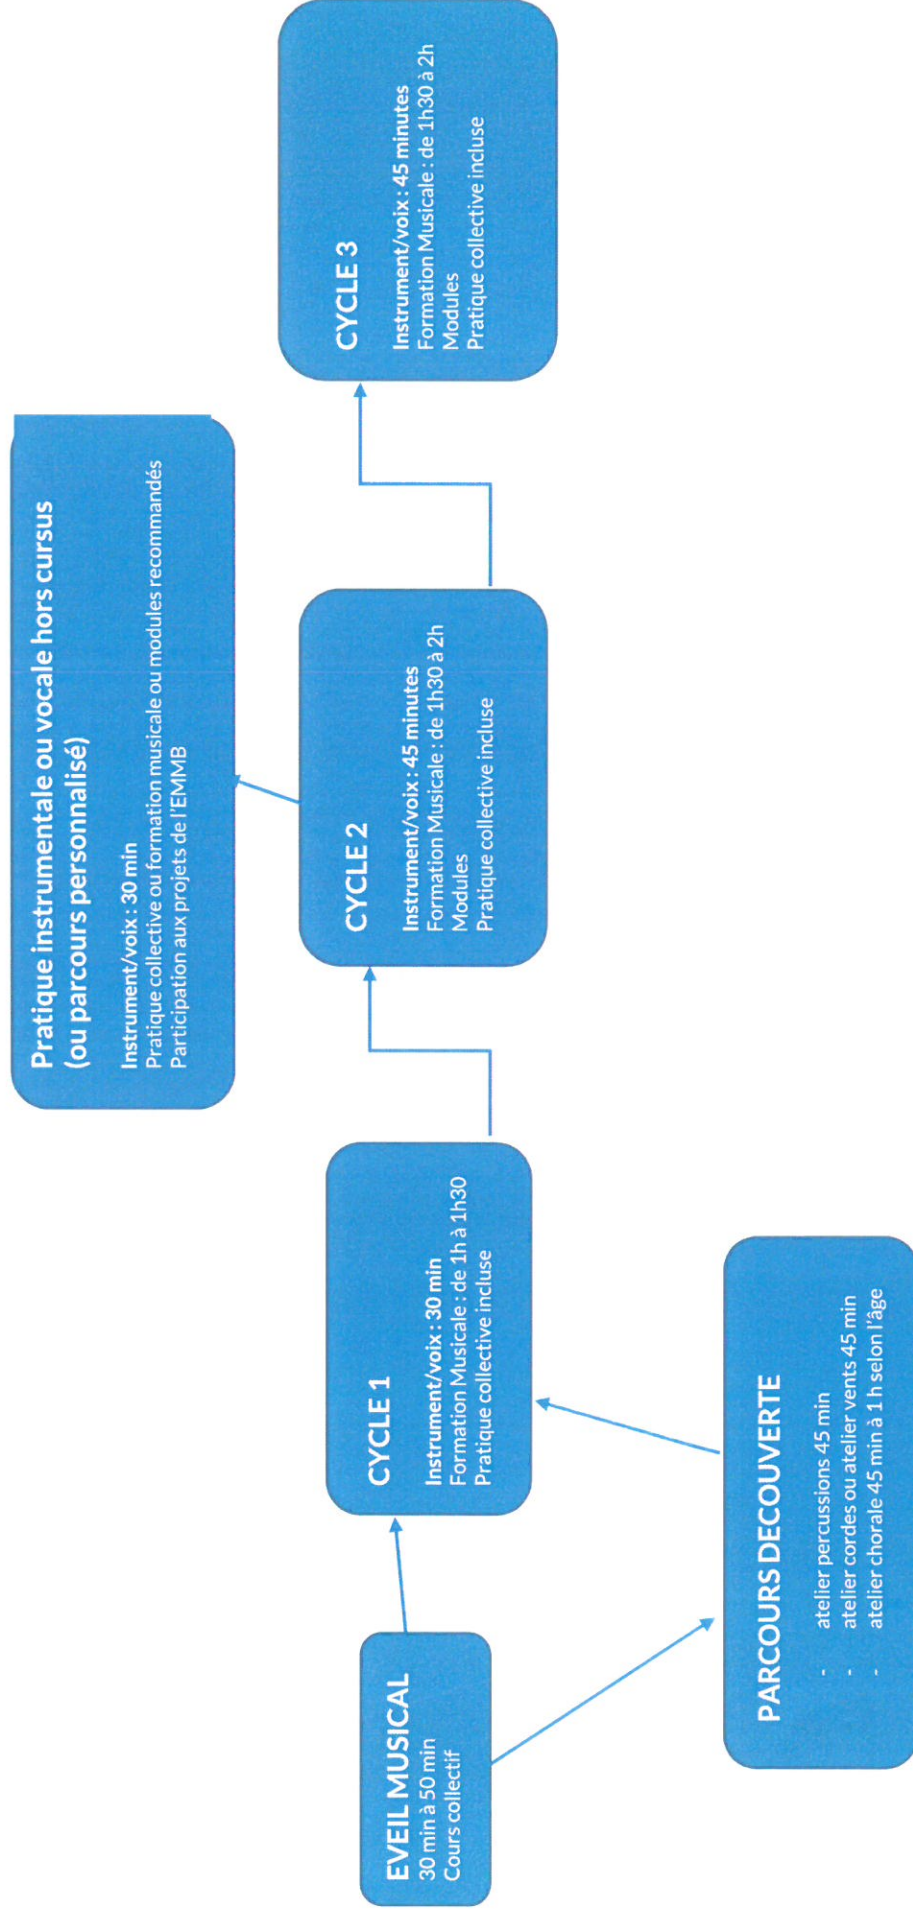 EVEIL MUSICAL
30 min à 50 min
Cours collectif
PARCOURS DECOUVERTE
- atelier percussions 45 min
- atelier cordes ou atelier vents 45 min
- atelier chorale 45 min à 1 h selon l'âge
CYCLE 1
Instrument/voix : 30 min
Formation Musicale : de 1h à 1h30
Pratique collective incluse
CYCLE 2
Instrument/voix : 45 minutes
Formation Musicale : de 1h30 à 2h
Modules
Pratique collective incluse
Pratique instrumentale ou vocale hors cursus
(ou parcours personnalisé)
Instrument/voix : 30 min
Pratique collective ou formation musicale ou modules recommandés
Participation aux projets de l'EMMB
CYCLE 3
Instrument/voix : 45 minutes
Formation Musicale : de 1h30 à 2h
Modules
Pratique collective incluse